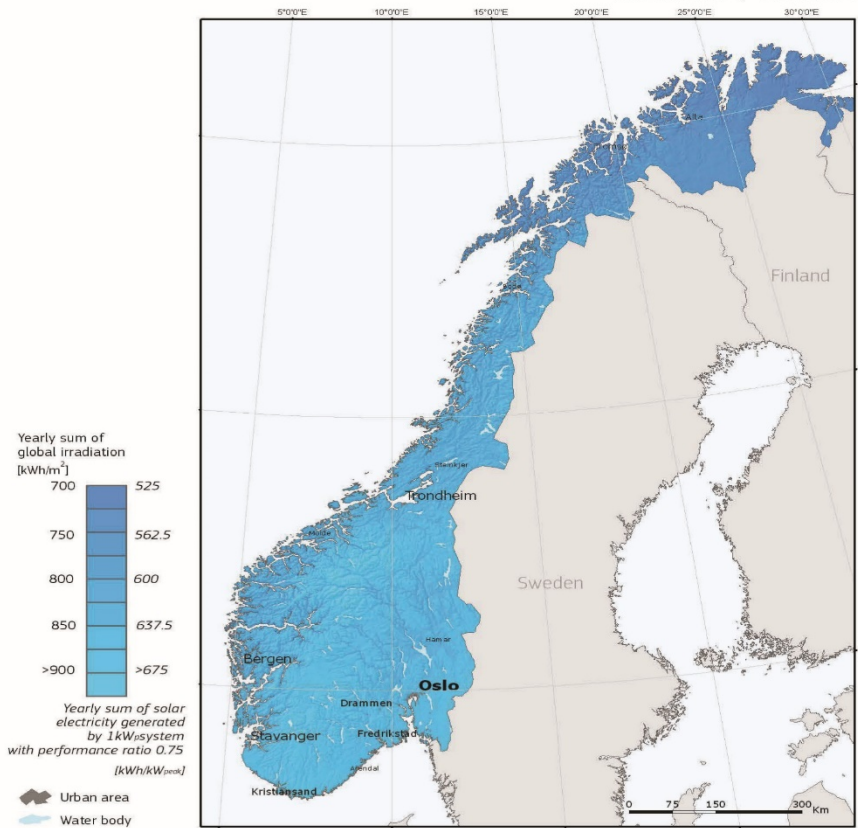 5°0'0"E 10°0'0"E 15°0'0"E 20°0'0"E 25°0'0"E 30°0'0"E
Alta
Finland
Steinkjer
Trondheim
Molde
Sweden
Hamar
Bergen
Oslo
Drammen
Stavanger
Fredrikstad
Arendal
Kristiansand
Yearly sum of
global irradiation
[kWh/m²]
700 525
750 562.5
800 600
850 637.5
>900 >675
Yearly sum of solar
electricity generated
by 1kWpsystem
with performance ratio 0.75
[kWh/kWpeak]
Urban area
Water body
0 75 150 300
Km